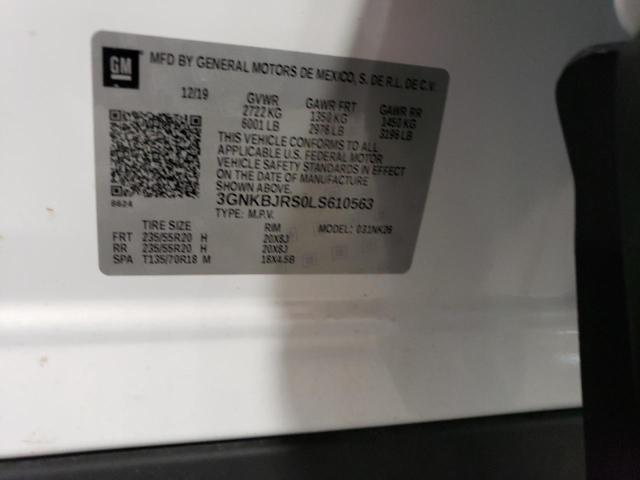 GM
MFD BY GENERAL MOTORS DE MEXICO, S. DE R.L. DE C.V.
12/19 GVWR GAWR FRT GAWR RR
2722 KG 1350 KG 1450 KG
6001 LB 2976 LB 3196 LB
THIS VEHICLE CONFORMS TO ALL
APPLICABLE U.S. FEDERAL MOTOR
VEHICLE SAFETY STANDARDS IN EFFECT
ON THE DATE OF MANUFACTURE
SHOWN ABOVE.
3GNKBJRS0LS610563
TYPE: M.P.V.
8624
TIRE SIZE RIM MODEL: 031NK26
FRT 235/55R20 H 20X8J
RR 235/55R20 H 20X8J
SPA T135/70R18 M 18X4.5B